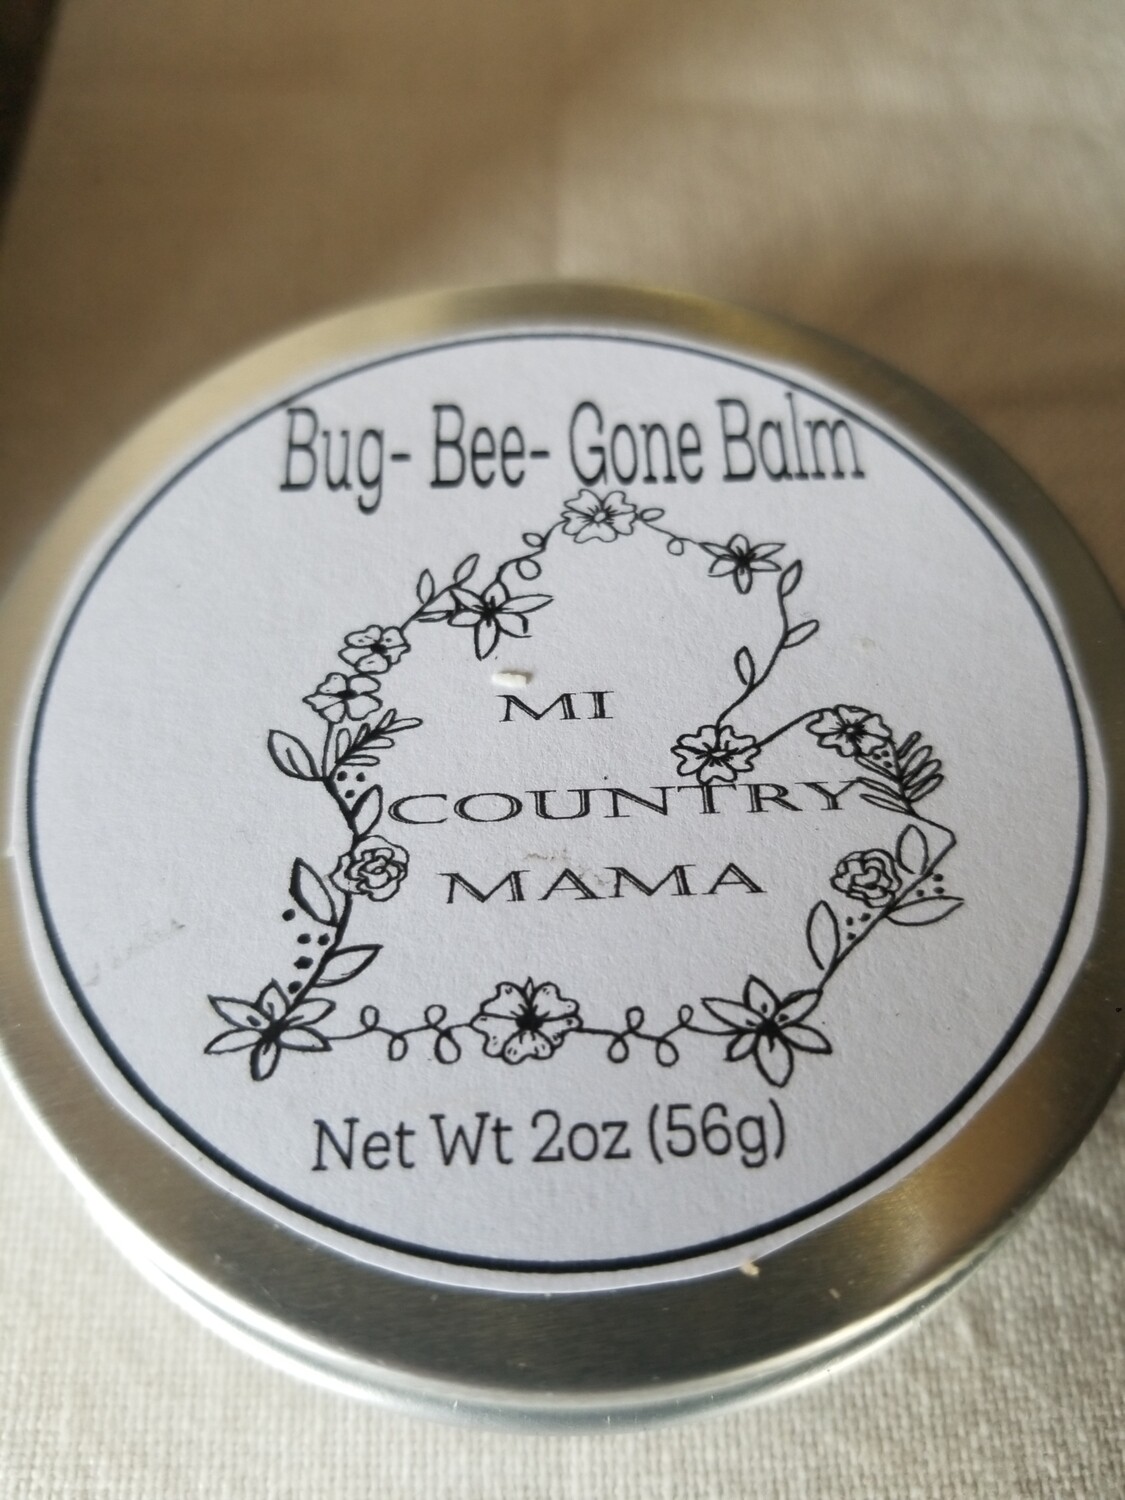 Bug- Bee- Gone Balm
MI
COUNTRY
MAMA
Net Wt 2oz (56g)